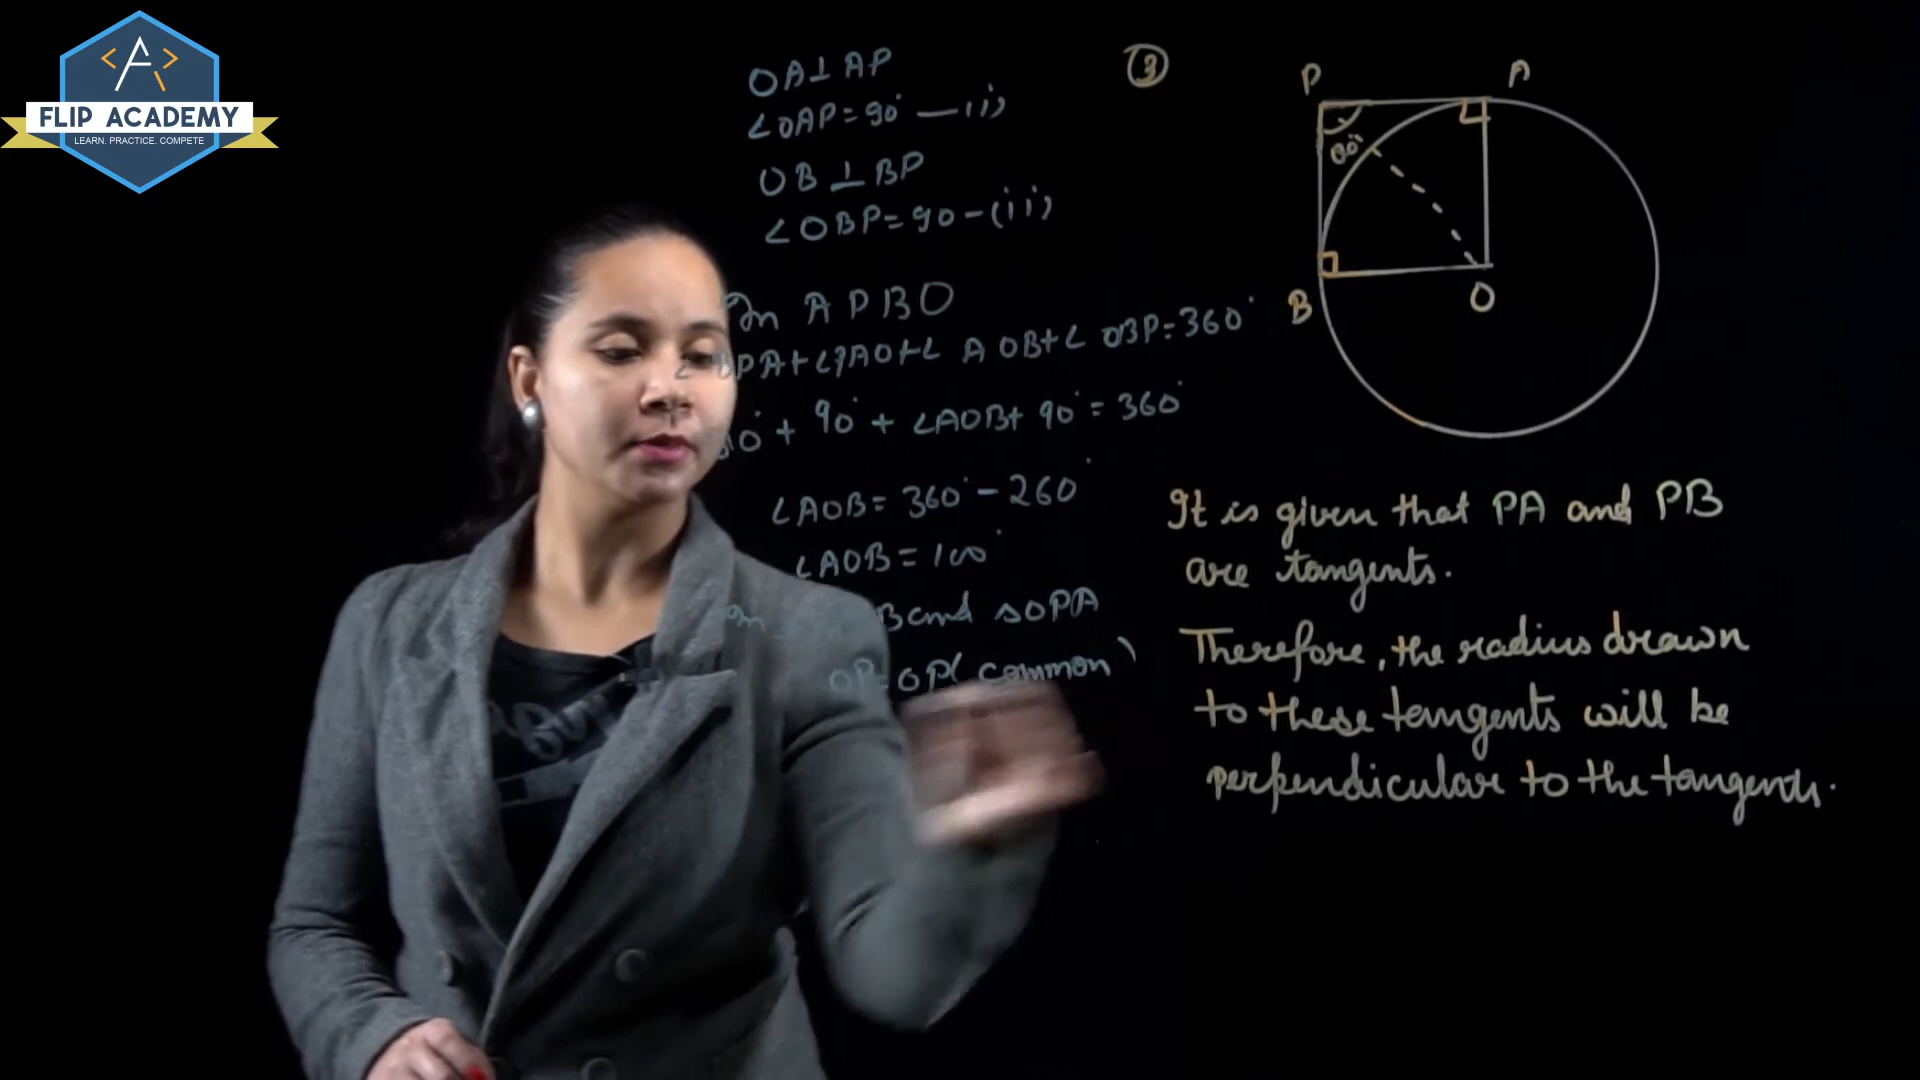 FLIP ACADEMY
LEARN. PRACTICE. COMPETE
OA⊥AP
∠OAP=90° —(i)
OB⊥BP
∠OBP=90-(ii)
In APBO
PA+∠PAO+∠AOB+∠OBP=360°
+ 90° + ∠AOB+ 90° = 360°
∠AOB= 360° - 260°
∠AOB= 100°
In B and △OPA
OP=OP(common)
③
P A
80°
B O
It is given that PA and PB
are tangents.
Therefore, the radius drawn
to these tangents will be
perpendicular to the tangents.